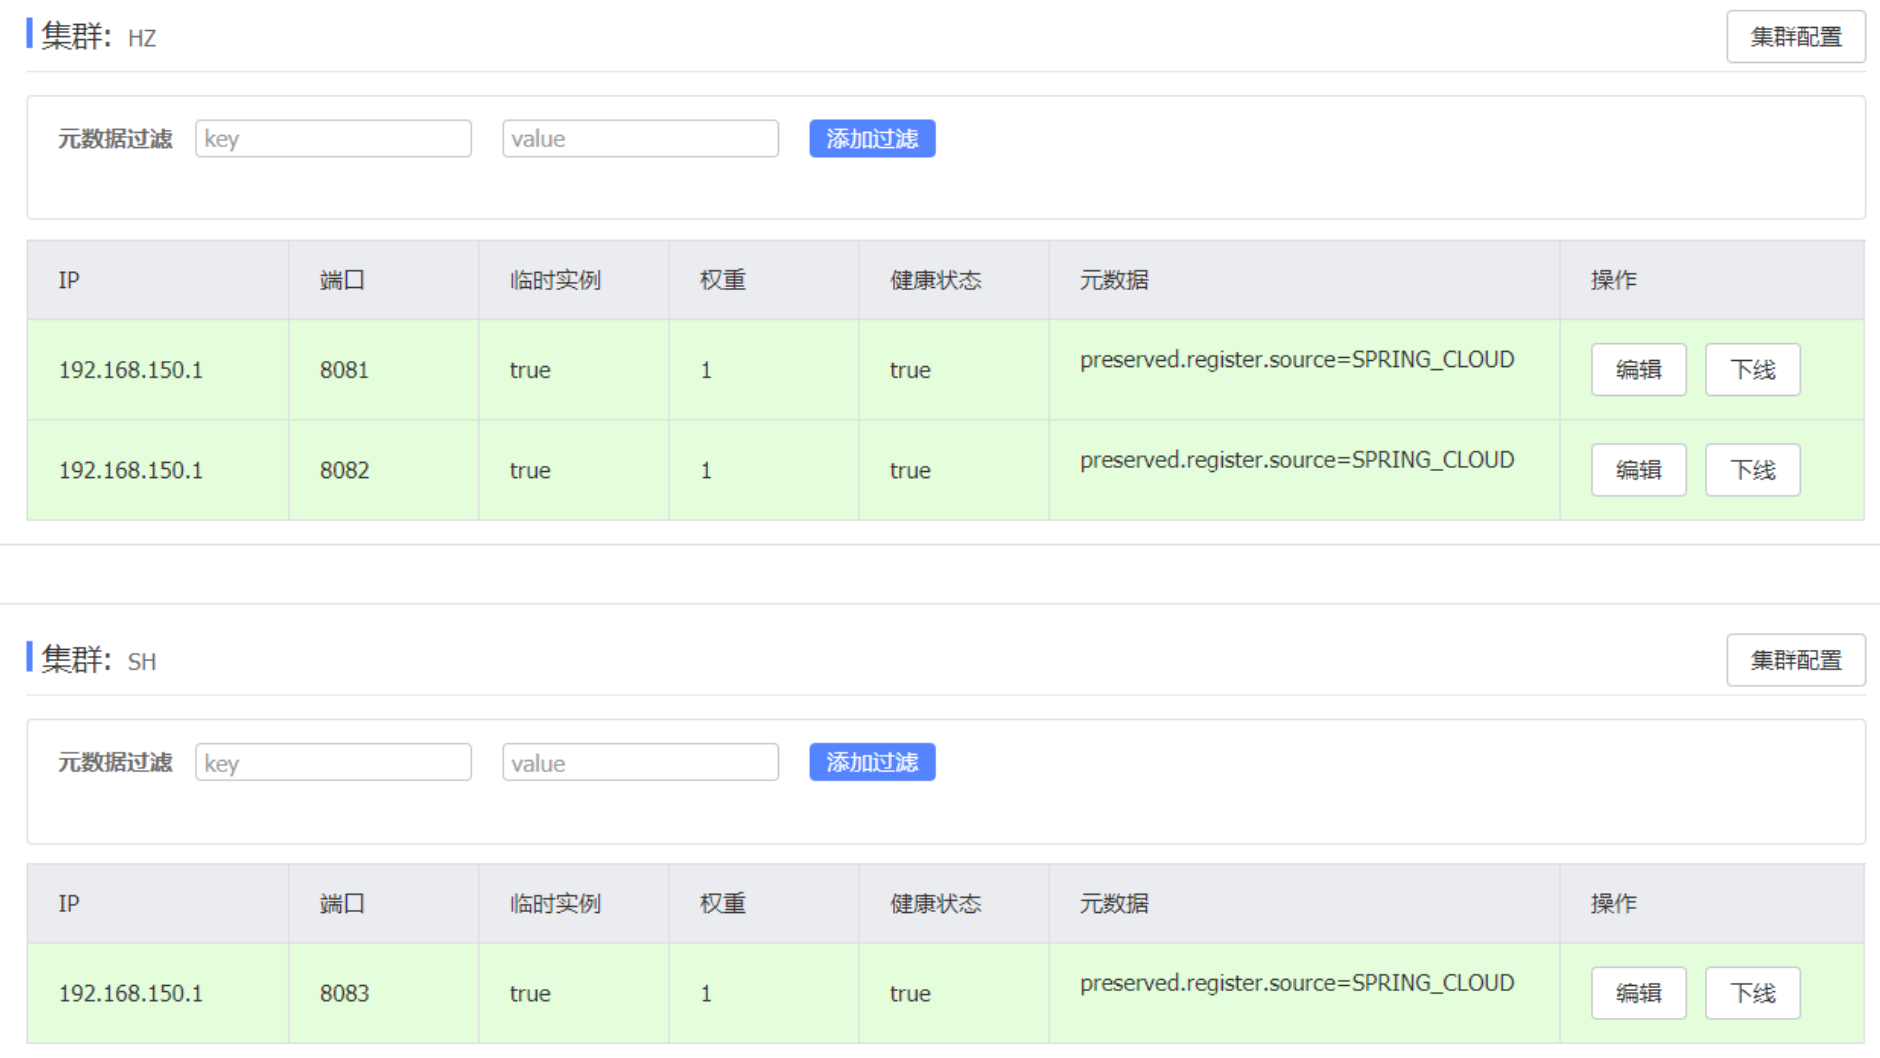 集群: HZ 集群配置
元数据过滤 key value 添加过滤
IP 端口 临时实例 权重 健康状态 元数据 操作
192.168.150.1 8081 true 1 true preserved.register.source=SPRING_CLOUD 编辑 下线
192.168.150.1 8082 true 1 true preserved.register.source=SPRING_CLOUD 编辑 下线
集群: SH 集群配置
元数据过滤 key value 添加过滤
IP 端口 临时实例 权重 健康状态 元数据 操作
192.168.150.1 8083 true 1 true preserved.register.source=SPRING_CLOUD 编辑 下线